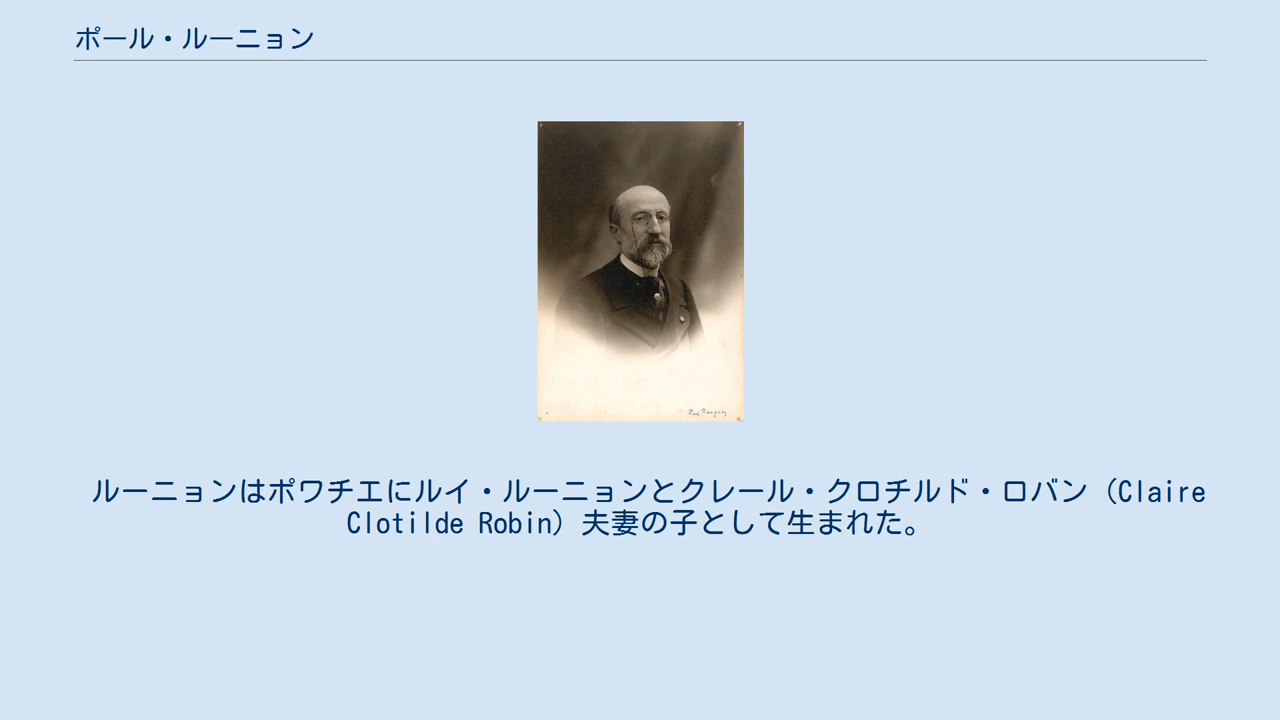 ポール・ルーニョン
ルーニョンはポワチエにルイ・ルーニョンとクレール・クロチルド・ロバン（Claire
Clotilde Robin）夫妻の子として生まれた。